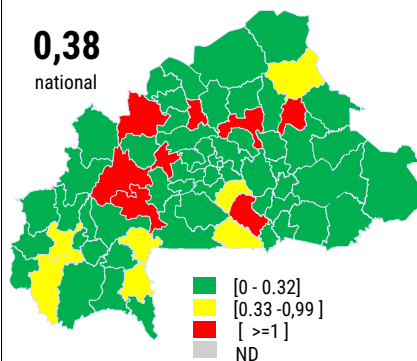 0,38
national
[0 - 0.32]
[0.33 -0,99 ]
[ >=1 ]
ND